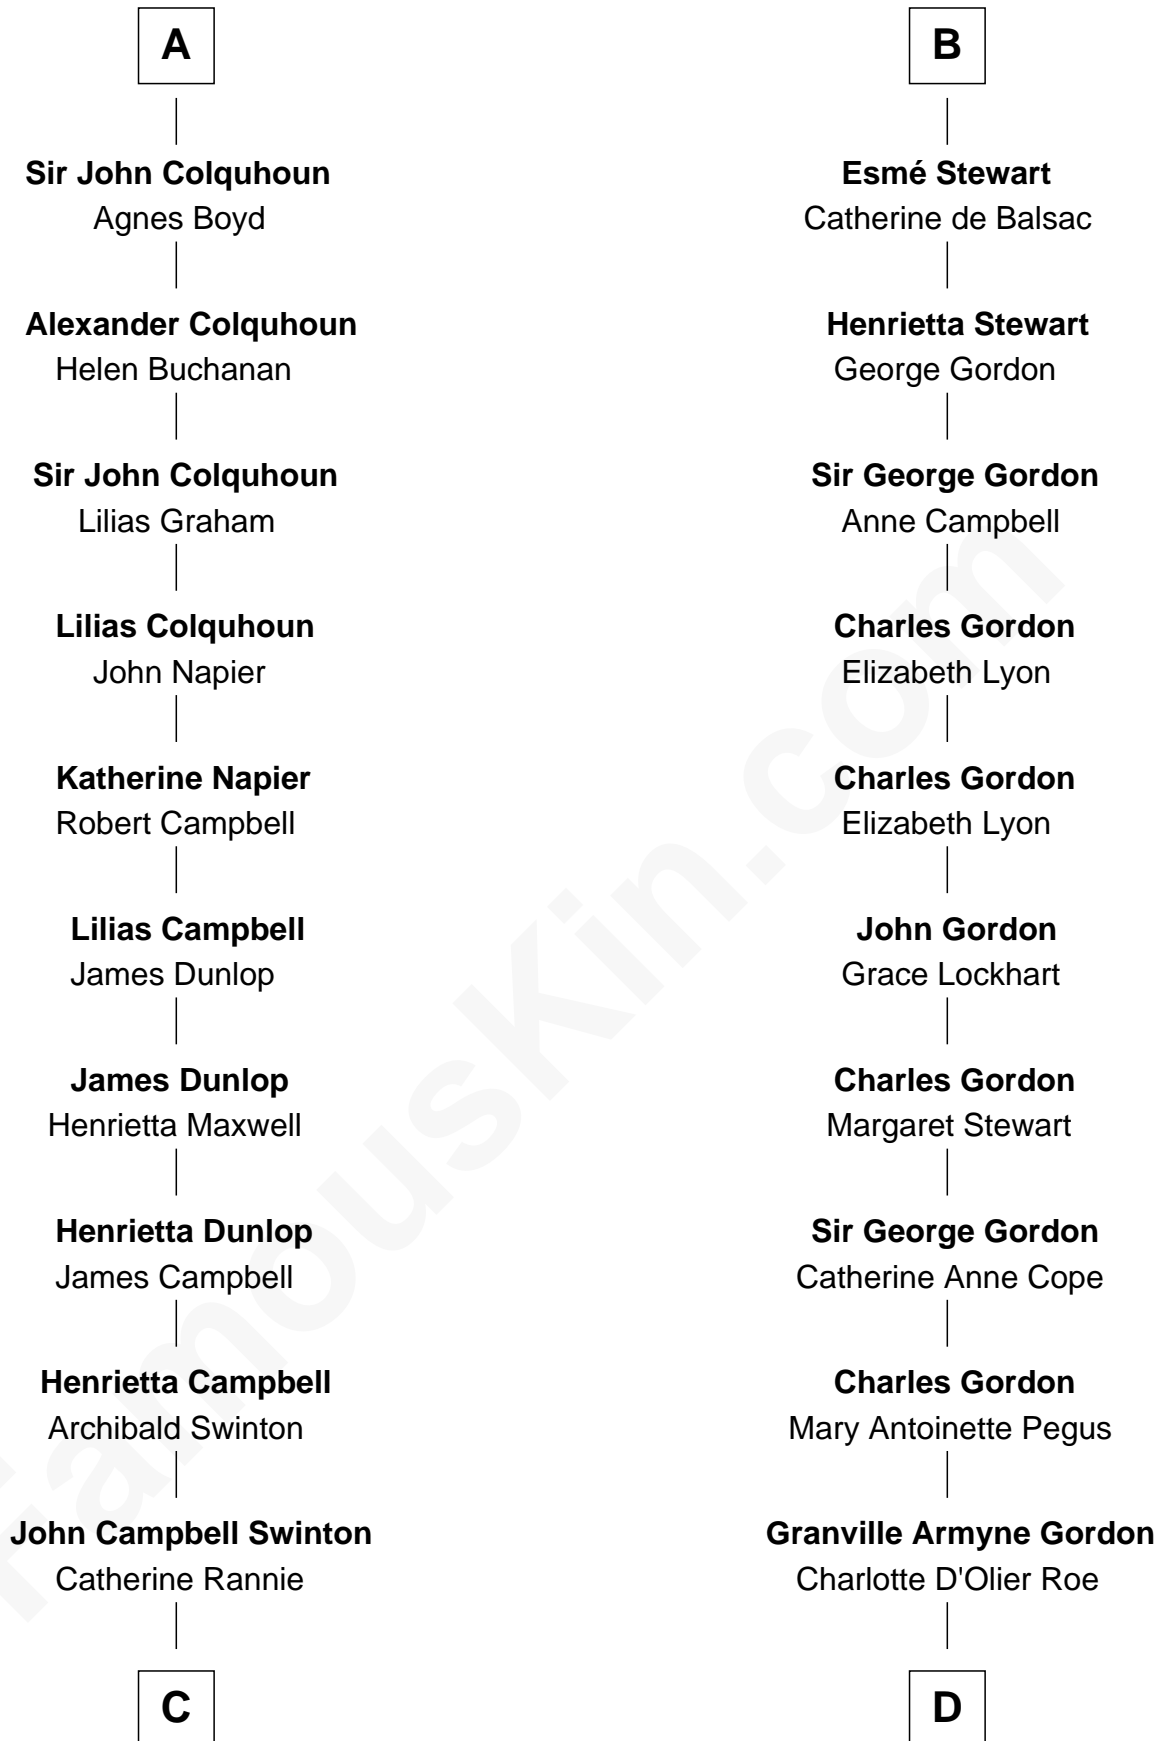 A
Sir John Colquhoun
Agnes Boyd
Alexander Colquhoun
Helen Buchanan
Sir John Colquhoun
Lilias Graham
Lilias Colquhoun
John Napier
Katherine Napier
Robert Campbell
Lilias Campbell
James Dunlop
James Dunlop
Henrietta Maxwell
Henrietta Dunlop
James Campbell
Henrietta Campbell
Archibald Swinton
John Campbell Swinton
Catherine Rannie
C
B
Esmé Stewart
Catherine de Balsac
Henrietta Stewart
George Gordon
Sir George Gordon
Anne Campbell
Charles Gordon
Elizabeth Lyon
Charles Gordon
Elizabeth Lyon
John Gordon
Grace Lockhart
Charles Gordon
Margaret Stewart
Sir George Gordon
Catherine Anne Cope
Charles Gordon
Mary Antoinette Pegus
Granville Armyne Gordon
Charlotte D'Olier Roe
D
FamousKin.com